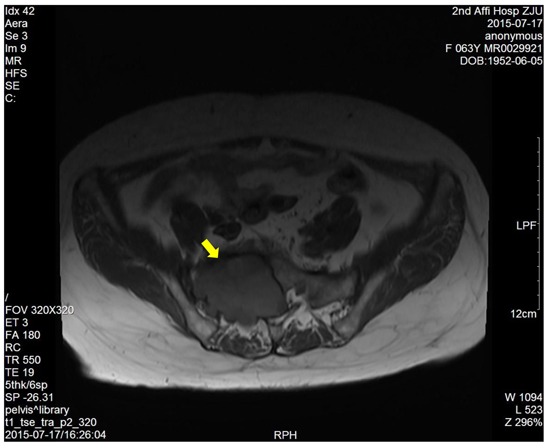 Idx 42
Aera
Se 3
Im 9
MR
HFS
SE
C:
2nd Affi Hosp ZJU
2015-07-17
anonymous
F 063Y MR0029921
DOB:1952-06-05
LPF
12cm
/
FOV 320X320
ET 3
FA 180
RC
TR 550
TE 19
5thk/6sp
SP -26.31
pelvis^library
t1_tse_tra_p2_320
2015-07-17/16:26:04
RPH
W 1094
L 523
Z 296%